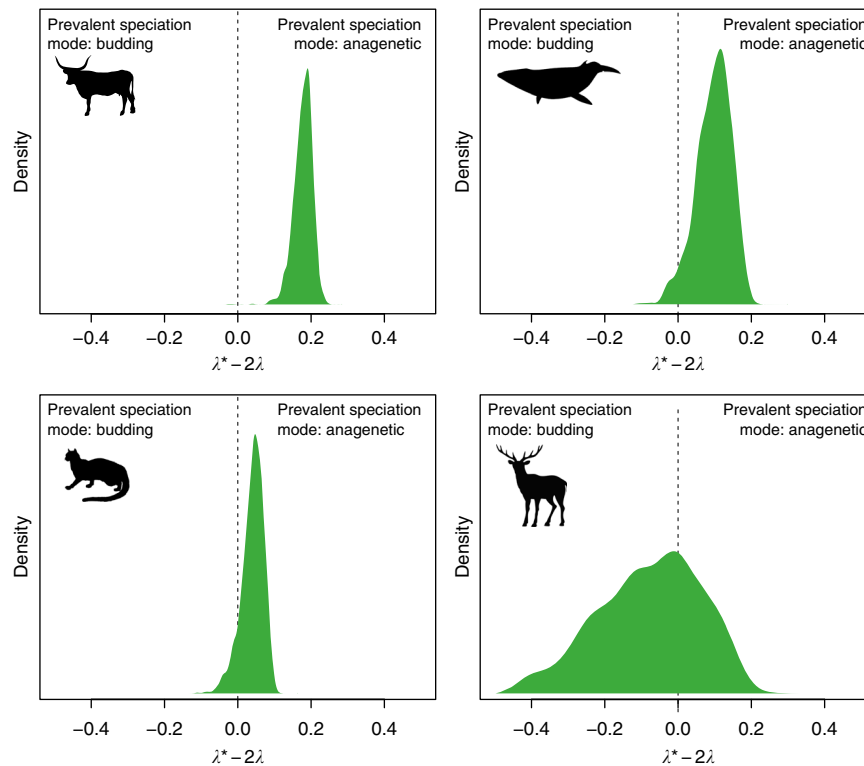 Prevalent speciation
mode: budding
Prevalent speciation
mode: anagenetic
Density
−0.4 −0.2 0.0 0.2 0.4
λ* − 2λ
Prevalent speciation
mode: budding
Prevalent speciation
mode: anagenetic
Density
−0.4 −0.2 0.0 0.2 0.4
λ* − 2λ
Prevalent speciation
mode: budding
Prevalent speciation
mode: anagenetic
Density
−0.4 −0.2 0.0 0.2 0.4
λ* − 2λ
Prevalent speciation
mode: budding
Prevalent speciation
mode: anagenetic
Density
−0.4 −0.2 0.0 0.2 0.4
λ* − 2λ